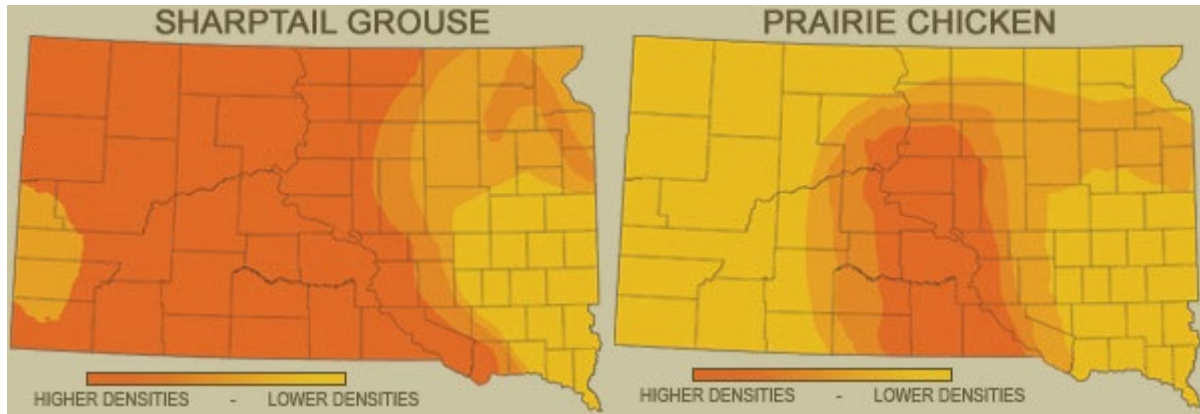 SHARPTAIL GROUSE
PRAIRIE CHICKEN
HIGHER DENSITIES - LOWER DENSITIES
HIGHER DENSITIES - LOWER DENSITIES